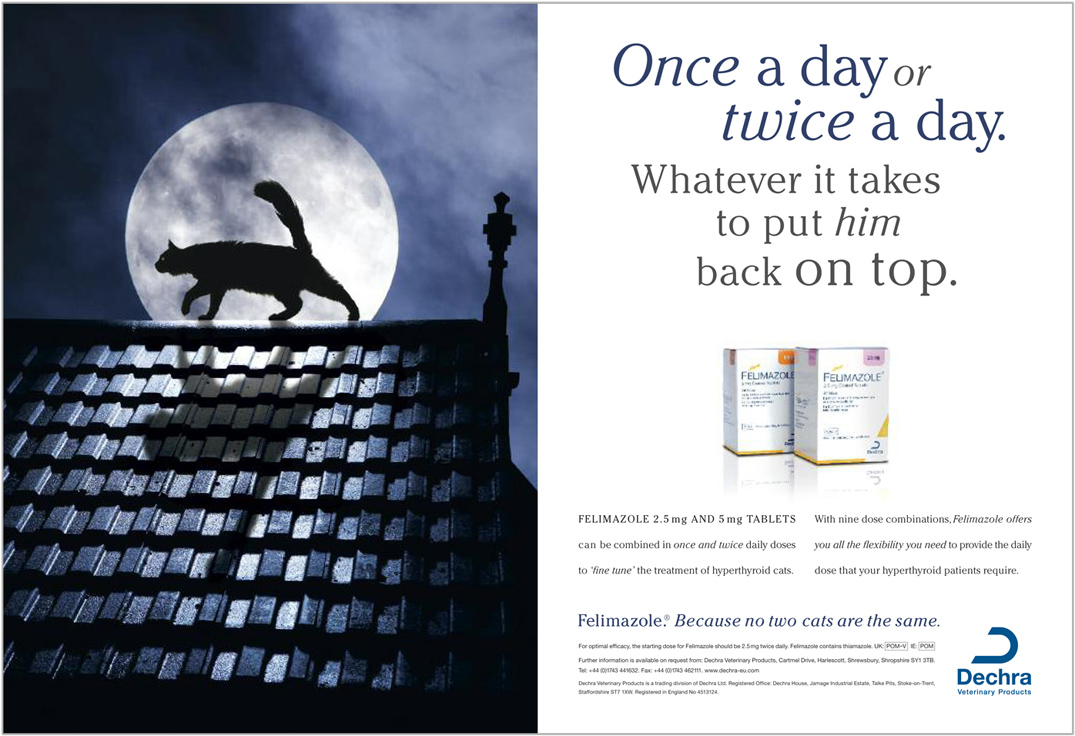 Once a day or
twice a day.
Whatever it takes
to put him
back on top.
FELIMAZOLE
FELIMAZOLE
Dechra
FELIMAZOLE 2.5 mg AND 5 mg TABLETS
can be combined in once and twice daily doses
to ‘fine tune’ the treatment of hyperthyroid cats.
With nine dose combinations, Felimazole offers
you all the flexibility you need to provide the daily
dose that your hyperthyroid patients require.
Felimazole.® Because no two cats are the same.
For optimal efficacy, the starting dose for Felimazole should be 2.5 mg twice daily. Felimazole contains thiamazole. UK: POM-V IE: POM
Further information is available on request from: Dechra Veterinary Products, Cartmel Drive, Harlescott, Shrewsbury, Shropshire SY1 3TB.
Tel: +44 (0)1743 441632. Fax: +44 (0)1743 462111. www.dechra-eu.com
Dechra Veterinary Products is a trading division of Dechra Ltd. Registered Office: Dechra House, Jamage Industrial Estate, Talke Pits, Stoke-on-Trent,
Staffordshire ST7 1XW. Registered in England No 4513124.
Dechra
Veterinary Products